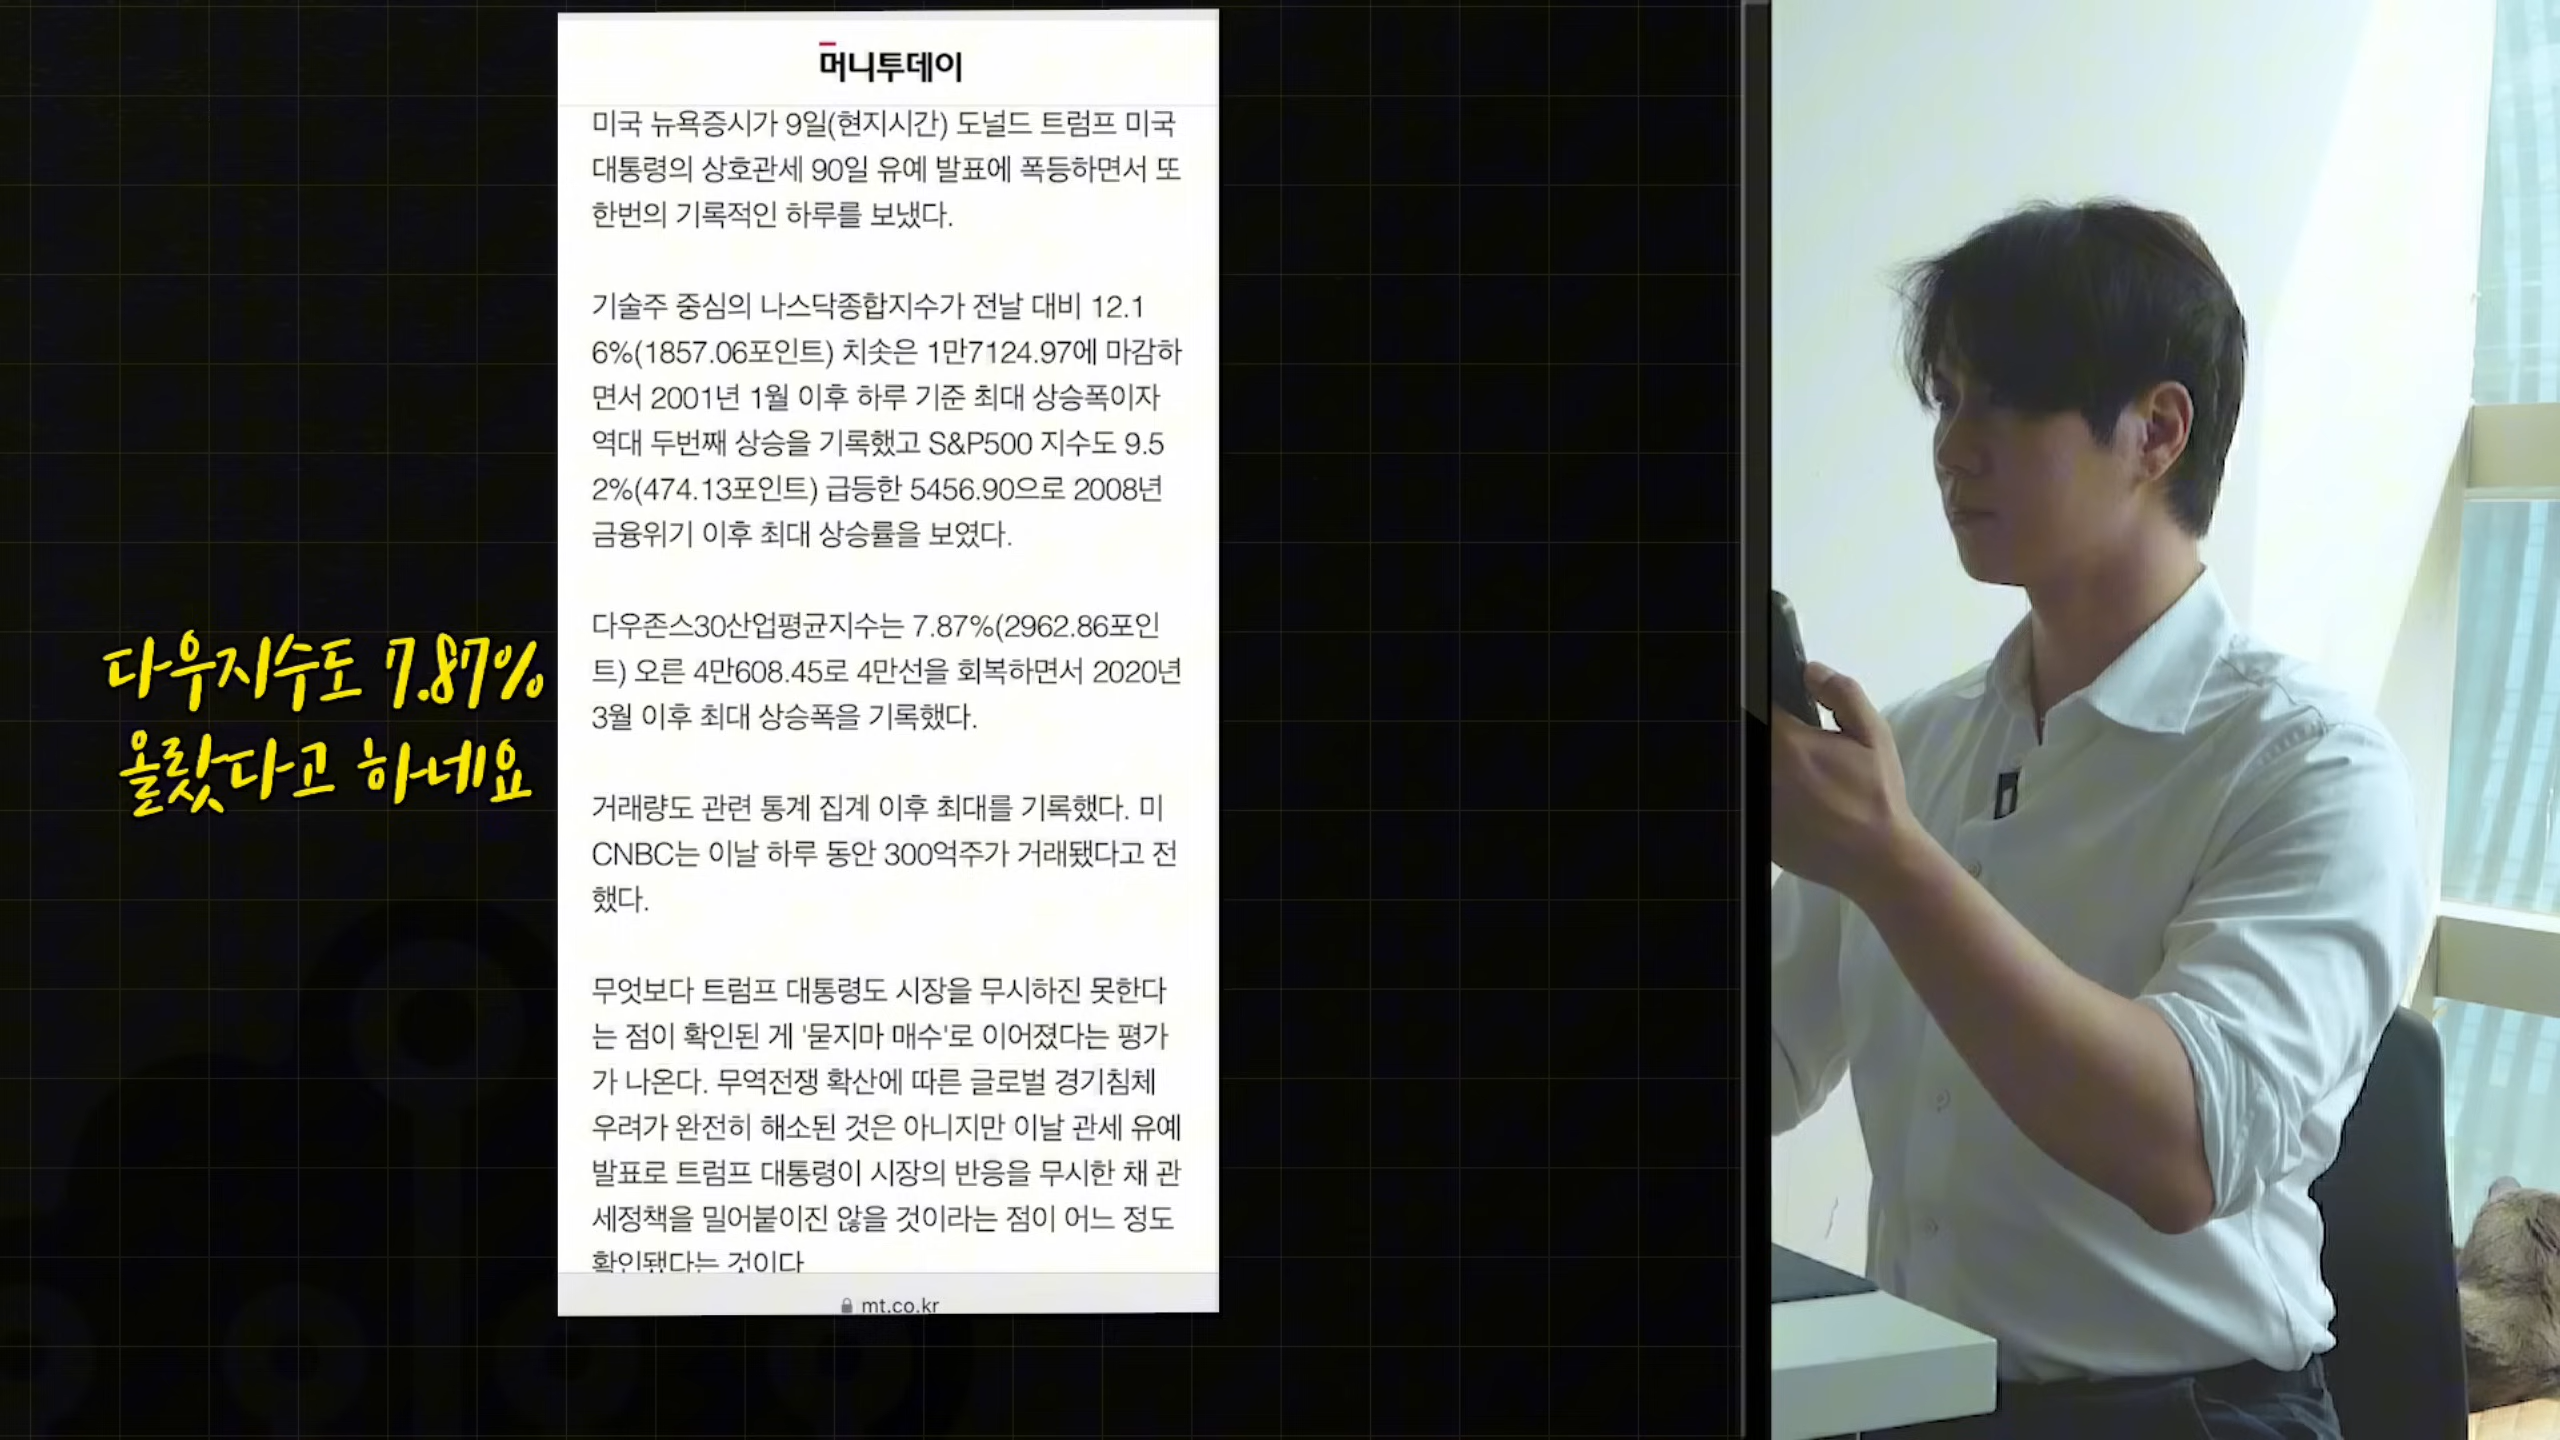 머니투데이
미국 뉴욕증시가 9일(현지시간) 도널드 트럼프 미국
대통령의 상호관세 90일 유예 발표에 폭등하면서 또
한번의 기록적인 하루를 보냈다.
기술주 중심의 나스닥종합지수가 전날 대비 12.1
6%(1857.06포인트) 치솟은 1만7124.97에 마감하
면서 2001년 1월 이후 하루 기준 최대 상승폭이자
역대 두번째 상승을 기록했고 S&P500 지수도 9.5
2%(474.13포인트) 급등한 5456.90으로 2008년
금융위기 이후 최대 상승률을 보였다.
다우존스30산업평균지수는 7.87%(2962.86포인
트) 오른 4만608.45로 4만선을 회복하면서 2020년
3월 이후 최대 상승폭을 기록했다.
거래량도 관련 통계 집계 이후 최대를 기록했다. 미
CNBC는 이날 하루 동안 300억주가 거래됐다고 전
했다.
무엇보다 트럼프 대통령도 시장을 무시하진 못한다
는 점이 확인된 게 '묻지마 매수'로 이어졌다는 평가
가 나온다. 무역전쟁 확산에 따른 글로벌 경기침체
우려가 완전히 해소된 것은 아니지만 이날 관세 유예
발표로 트럼프 대통령이 시장의 반응을 무시한 채 관
세정책을 밀어붙이진 않을 것이라는 점이 어느 정도
확인됐다는 것이다
mt.co.kr
다우지수도 7.87%
올랐다고 하네요